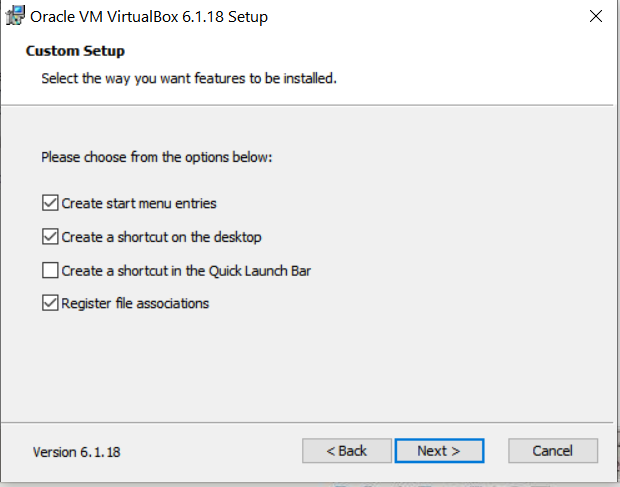 Oracle VM VirtualBox 6.1.18 Setup
Custom Setup
Select the way you want features to be installed.
Please choose from the options below:
Create start menu entries
Create a shortcut on the desktop
Create a shortcut in the Quick Launch Bar
Register file associations
Version 6.1.18
< Back
Next >
Cancel